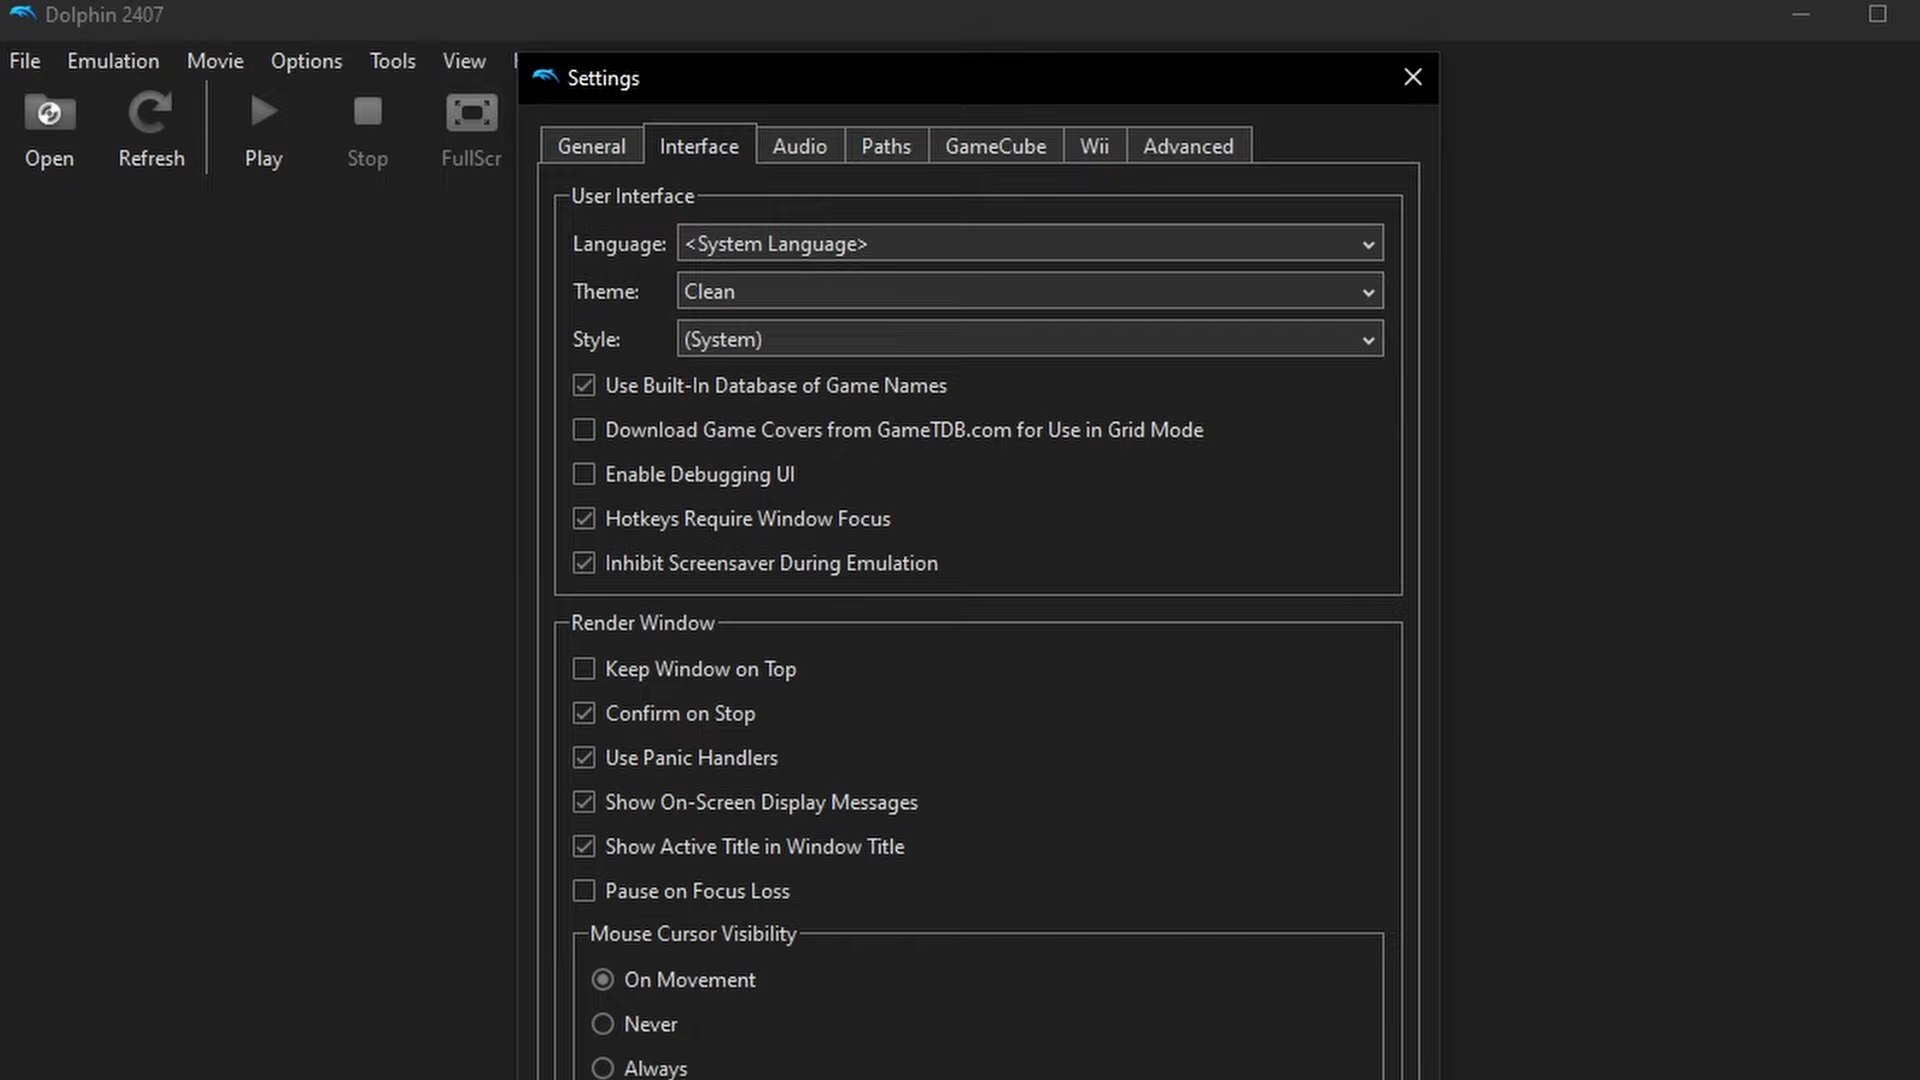 Dolphin 2407
File Emulation Movie Options Tools View
Open Refresh Play Stop FullScr
Settings
General Interface Audio Paths GameCube Wii Advanced
User Interface
Language: <System Language>
Theme: Clean
Style: (System)
Use Built-In Database of Game Names
Download Game Covers from GameTDB.com for Use in Grid Mode
Enable Debugging UI
Hotkeys Require Window Focus
Inhibit Screensaver During Emulation
Render Window
Keep Window on Top
Confirm on Stop
Use Panic Handlers
Show On-Screen Display Messages
Show Active Title in Window Title
Pause on Focus Loss
Mouse Cursor Visibility
On Movement
Never
Always